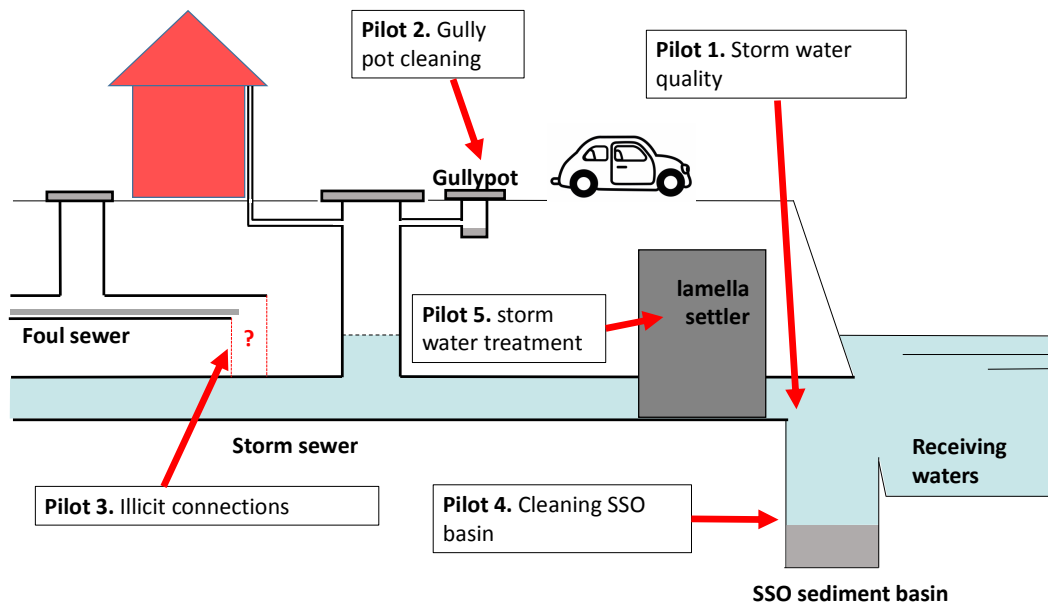 Pilot 2. Gully
pot cleaning
Pilot 1. Storm water
quality
Gullypot
lamella
settler
Pilot 5. storm
water treatment
Foul sewer
?
Storm sewer
Receiving
waters
Pilot 3. Illicit connections
Pilot 4. Cleaning SSO
basin
SSO sediment basin